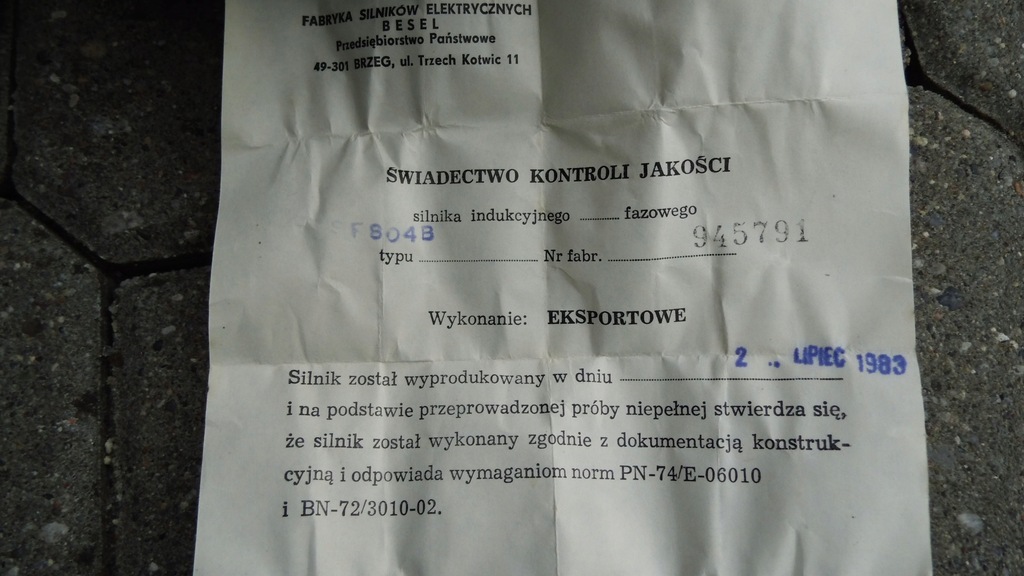 FABRYKA SILNIKÓW ELEKTRYCZNYCH
BESEL
Przedsiębiorstwo Państwowe
49-301 BRZEG, ul. Trzech Kotwic 11
ŚWIADECTWO KONTROLI JAKOŚCI
silnika indukcyjnego .......... fazowego
SFS04B 945791
typu .............................. Nr fabr. ..............................
Wykonanie: EKSPORTOWE
2 .. LIPIEC 1983
Silnik został wyprodukowany w dniu ..............................
i na podstawie przeprowadzonej próby niepełnej stwierdza się,
że silnik został wykonany zgodnie z dokumentacją konstruk-
cyjną i odpowiada wymaganiom norm PN-74/E-06010
i BN-72/3010-02.